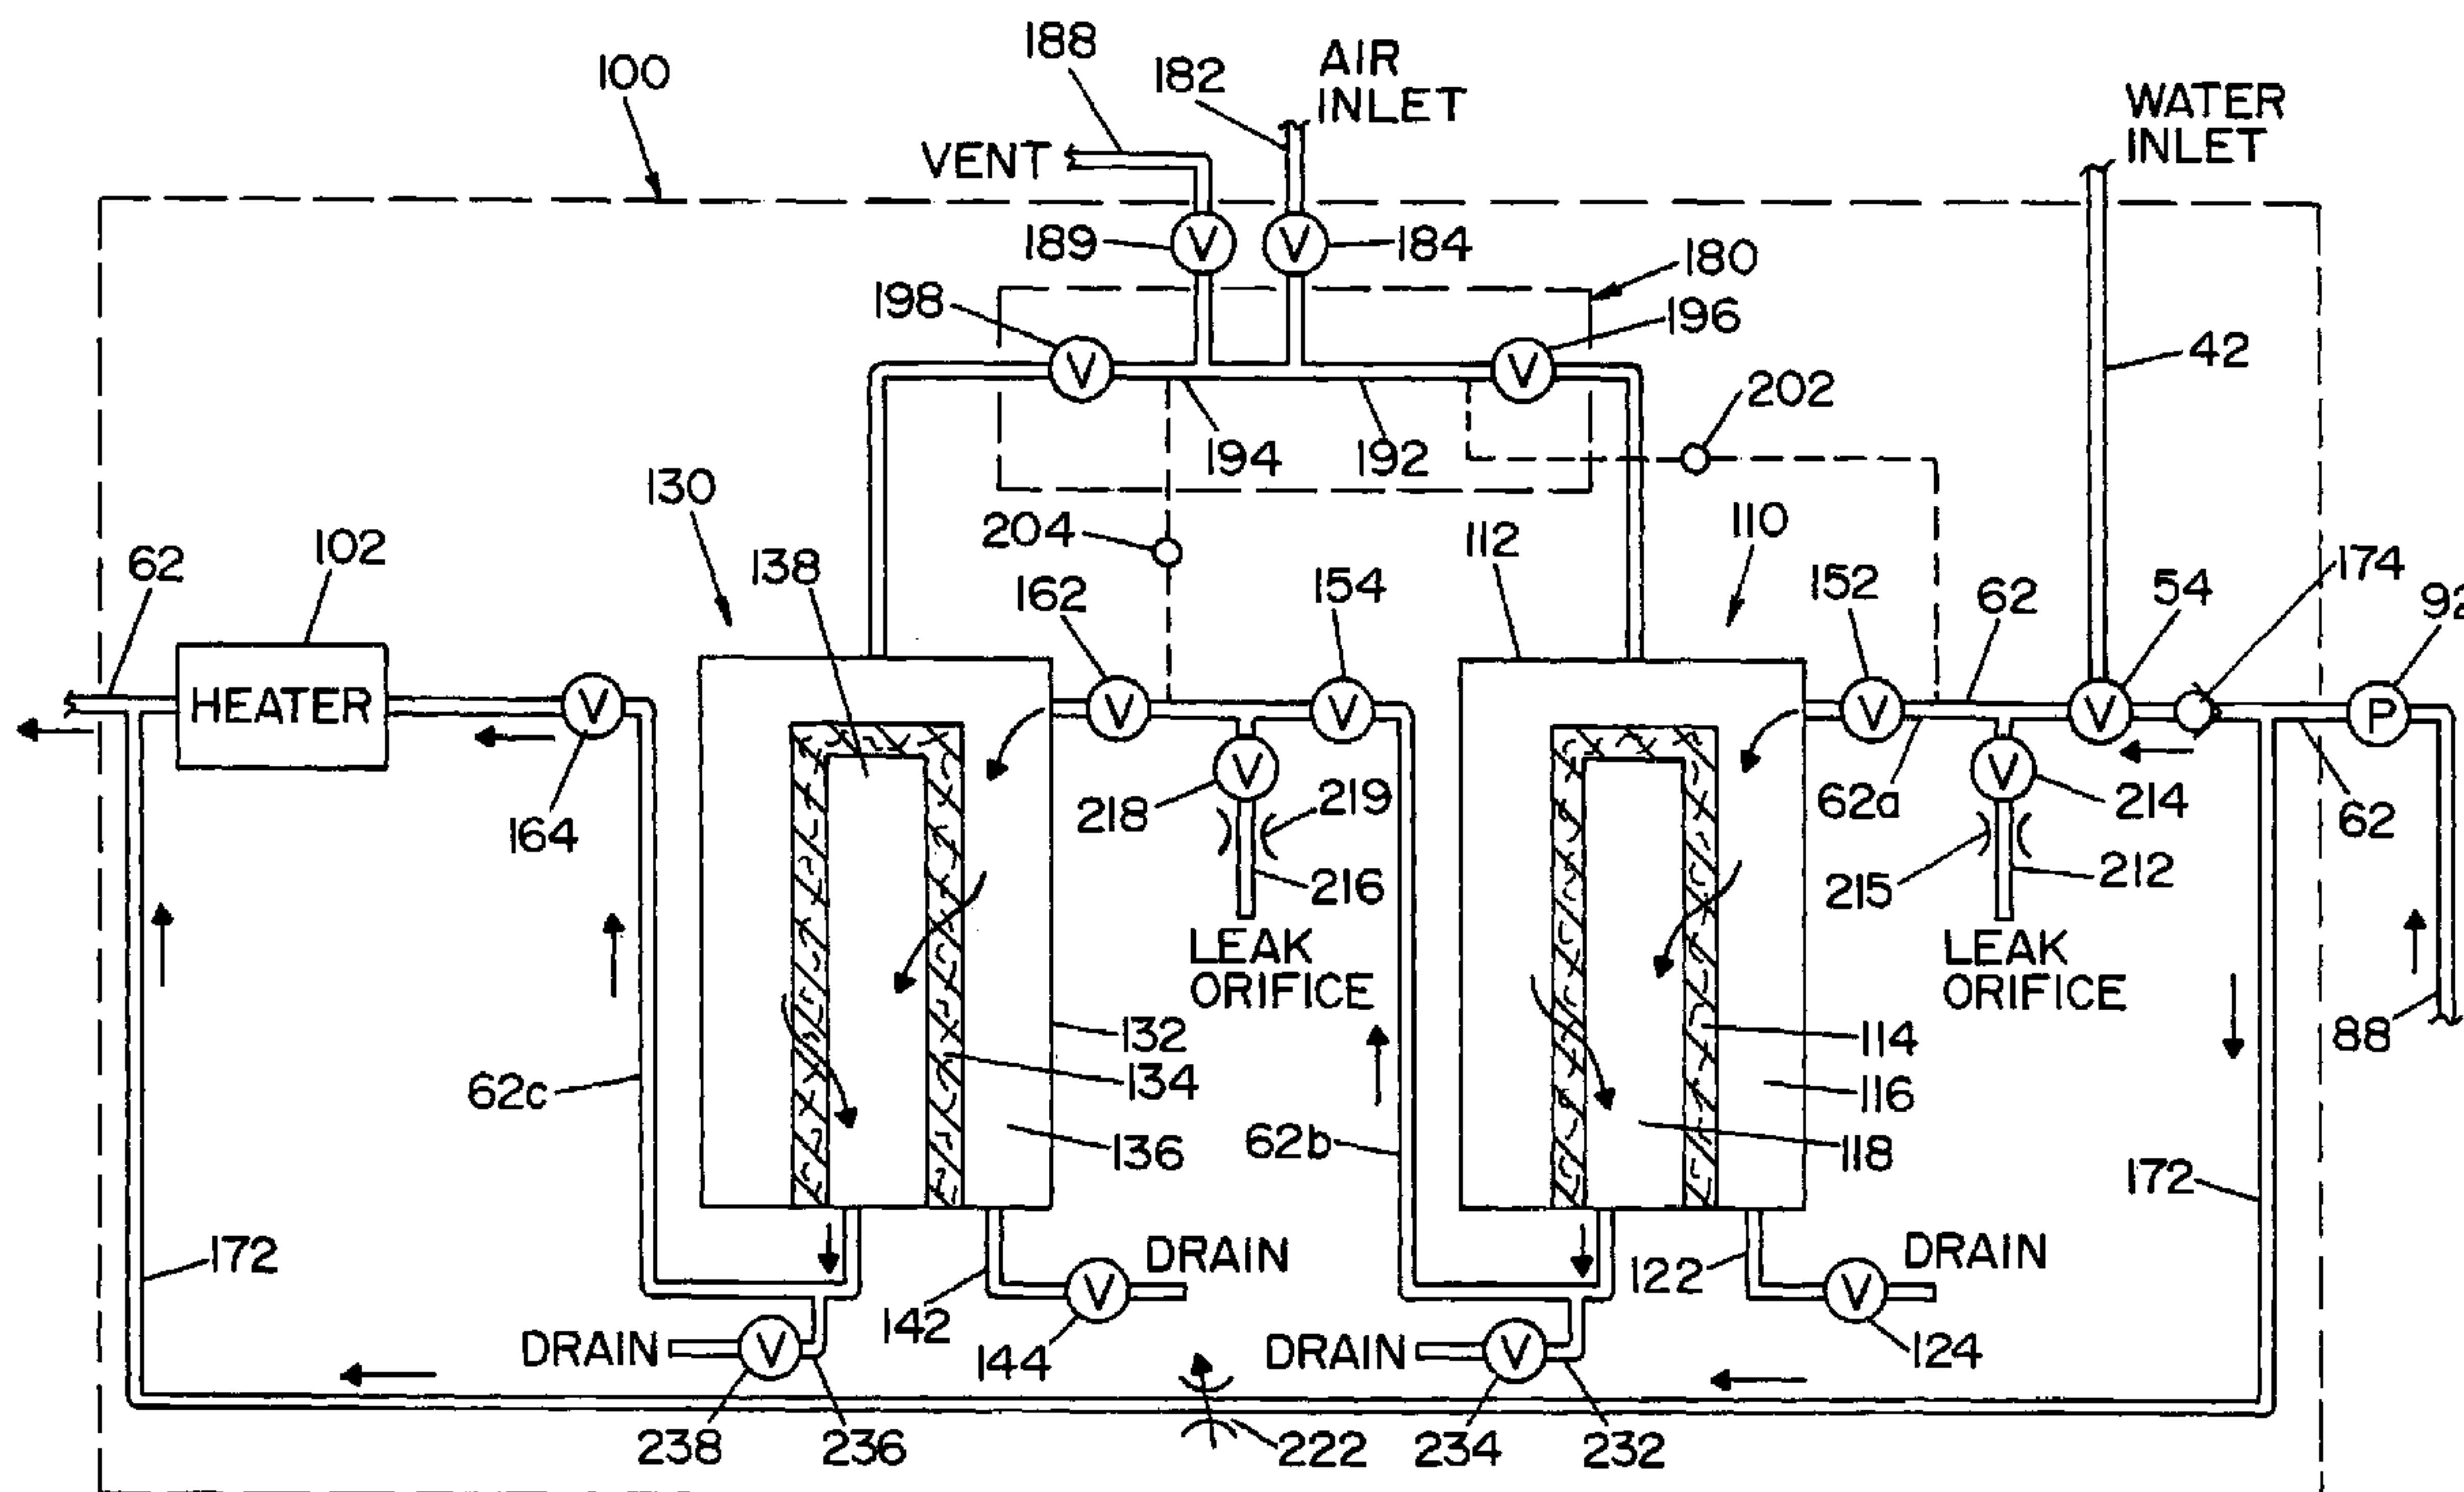 188
182
AIR
INLET
100
WATER
INLET
VENT
189
V
V
184
180
198
V
V
196
42
202
194
192
130
204
112
110
62
102
138
162
154
152
62
54
174
92
HEATER
V
V
V
V
V
P
164
218
V
219
62a
V
214
62
216
215
212
LEAK
ORIFICE
LEAK
ORIFICE
88
132
134
114
116
62c
136
62b
118
172
172
DRAIN
DRAIN
142
V
144
122
V
124
DRAIN
V
DRAIN
V
238
236
222
234
232